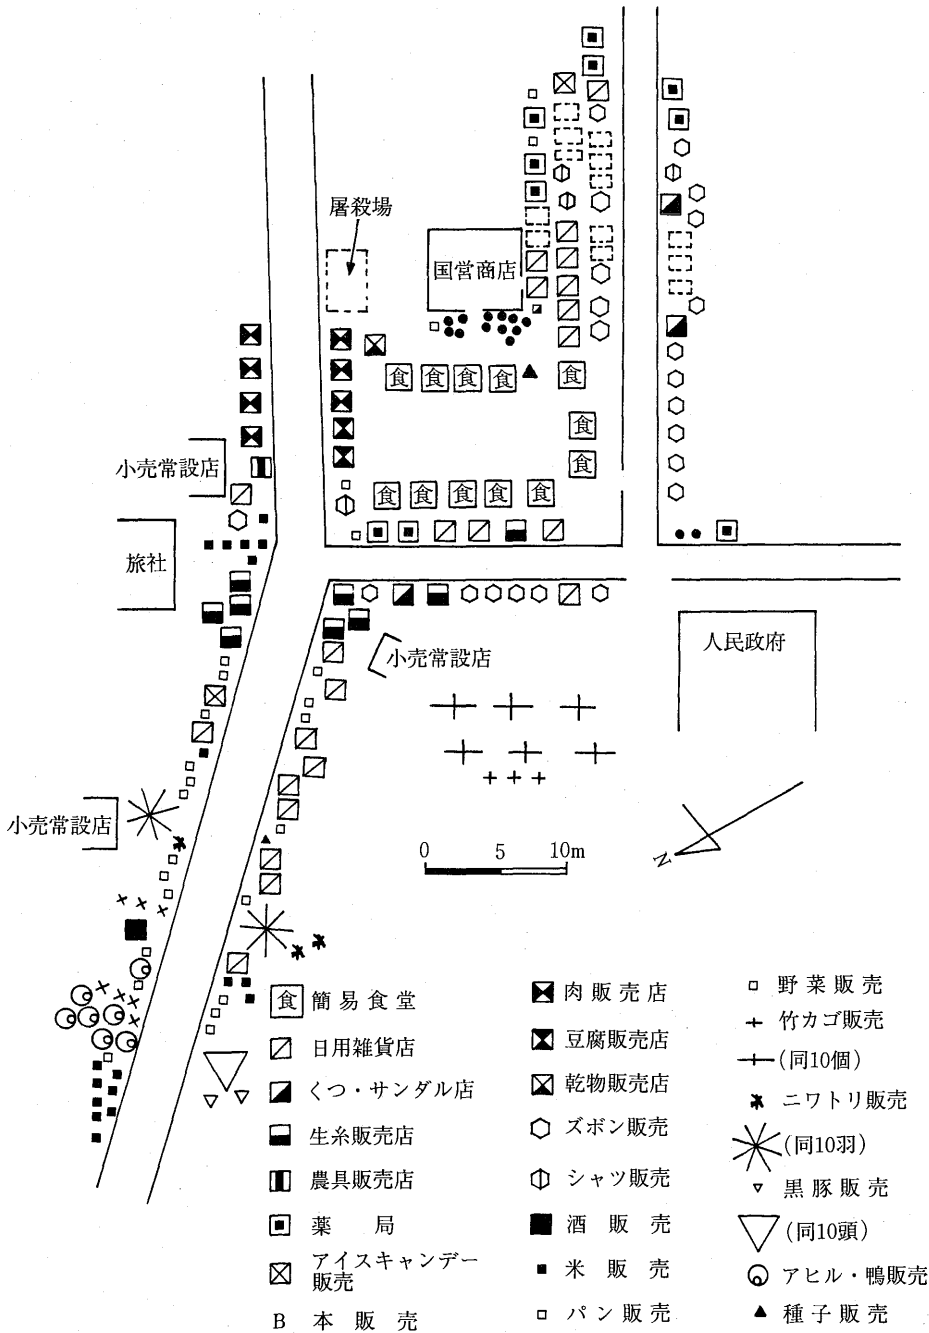 屠殺場
国営商店
食 食 食 食 食
食
食
食 食 食 食 食
小売常設店
旅社
小売常設店
人民政府
小売常設店
N
0 5 10m
食 簡易食堂
日用雑貨店
くつ・サンダル店
生糸販売店
農具販売店
薬局
アイスキャンデー
販売
B 本販売
肉販売店
豆腐販売店
乾物販売店
ズボン販売
シャツ販売
酒販売
米販売
パン販売
野菜販売
竹カゴ販売
(同10個)
ニワトリ販売
(同10羽)
黒豚販売
(同10頭)
アヒル・鴨販売
種子販売